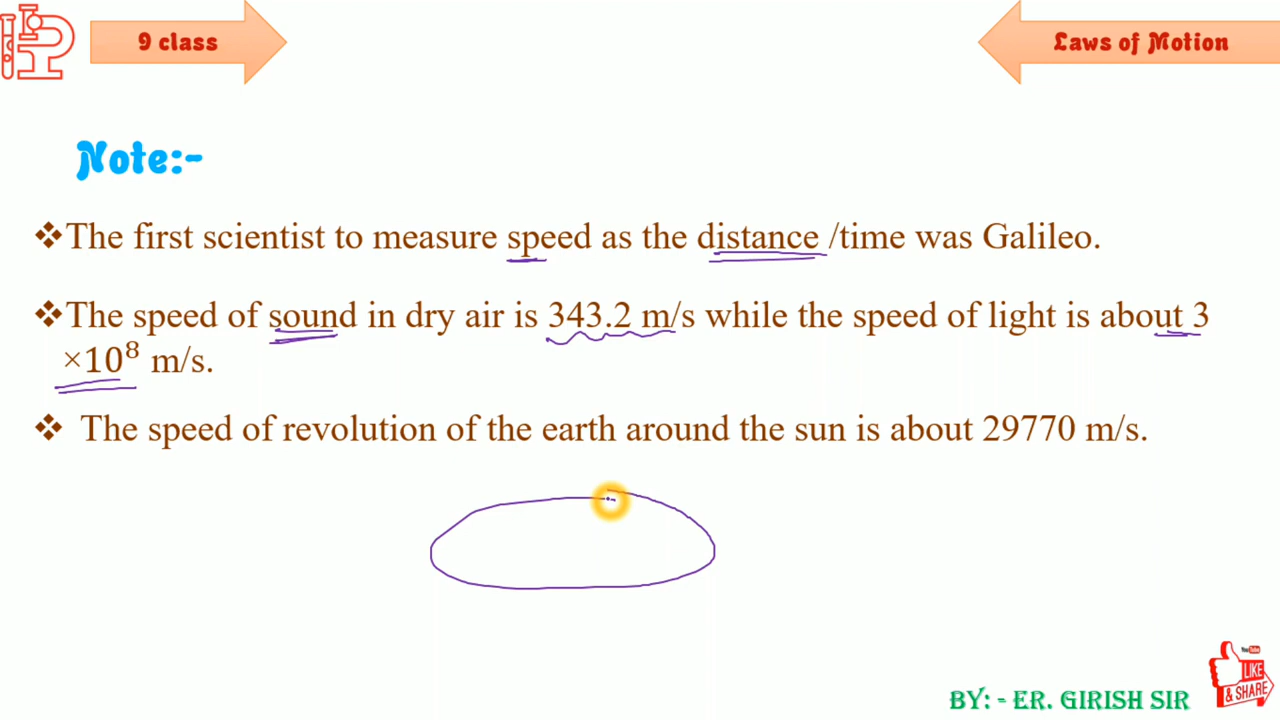 9 class
Laws of Motion
Note:-
❖The first scientist to measure speed as the distance /time was Galileo.
❖The speed of sound in dry air is 343.2 m/s while the speed of light is about 3
×10⁸ m/s.
❖ The speed of revolution of the earth around the sun is about 29770 m/s.
YouTube
LIKE
& SHARE
BY: - ER. GIRISH SIR